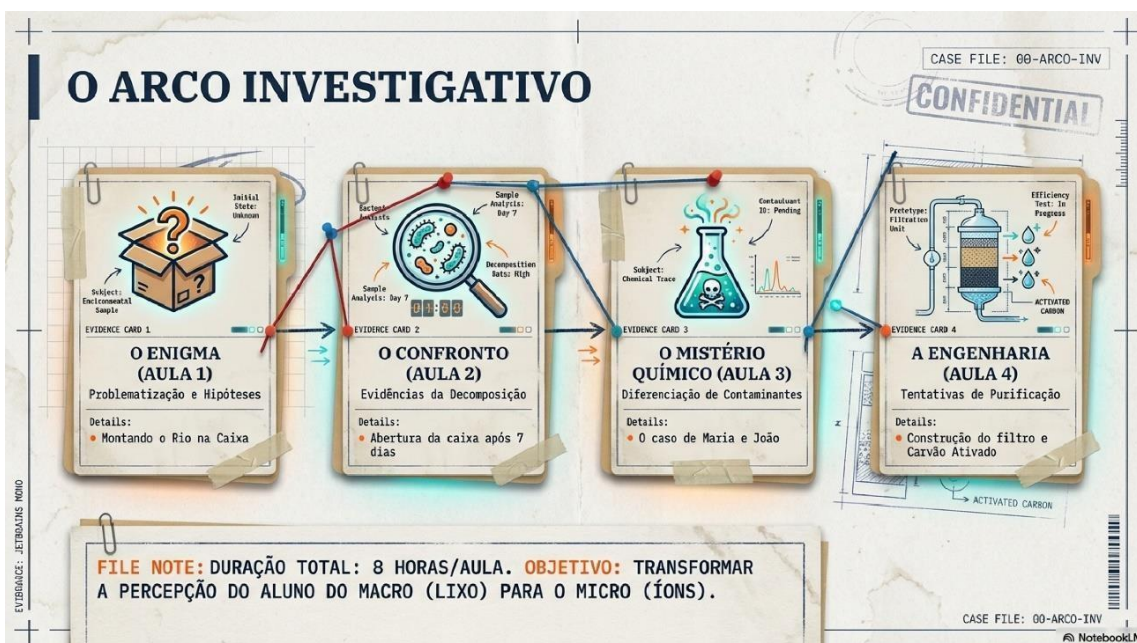 CASE FILE: 00-ARCO-INV
CONFIDENTIAL
O ARCO INVESTIGATIVO
Initial
State:
Unknown
Subject:
Encironmental
Sample
EVIDENCE CARD 1
O ENIGMA
(AULA 1)
Problematização e Hipóteses
Details:
Montando o Rio na Caixa
Sample
Analysis:
Day 7
Decomposition
Data: High
Sample
Analysis: Day 7
EVIDENCE CARD 2
O CONFRONTO
(AULA 2)
Evidências da Decomposição
Details:
Abertura da caixa após 7
dias
ID: Pending
Subject:
Chemical Trace
EVIDENCE CARD 3
O MISTÉRIO
QUÍMICO (AULA 3)
Diferenciação de Contaminantes
Details:
O caso de Maria e João
Efficiency
Test: In
Progress
Filtration
Unit
ACTIVATED
CARBON
EVIDENCE CARD 4
A ENGENHARIA
(AULA 4)
Tentativas de Purificação
Details:
Construção do filtro e
Carvão Ativado
ACTIVATED CARBON
FILE NOTE: DURAÇÃO TOTAL: 8 HORAS/AULA. OBJETIVO: TRANSFORMAR
A PERCEPÇÃO DO ALUNO DO MACRO (LIXO) PARA O MICRO (ÍONS).
JETBRAINS MONO
CASE FILE: 00-ARCO-INV